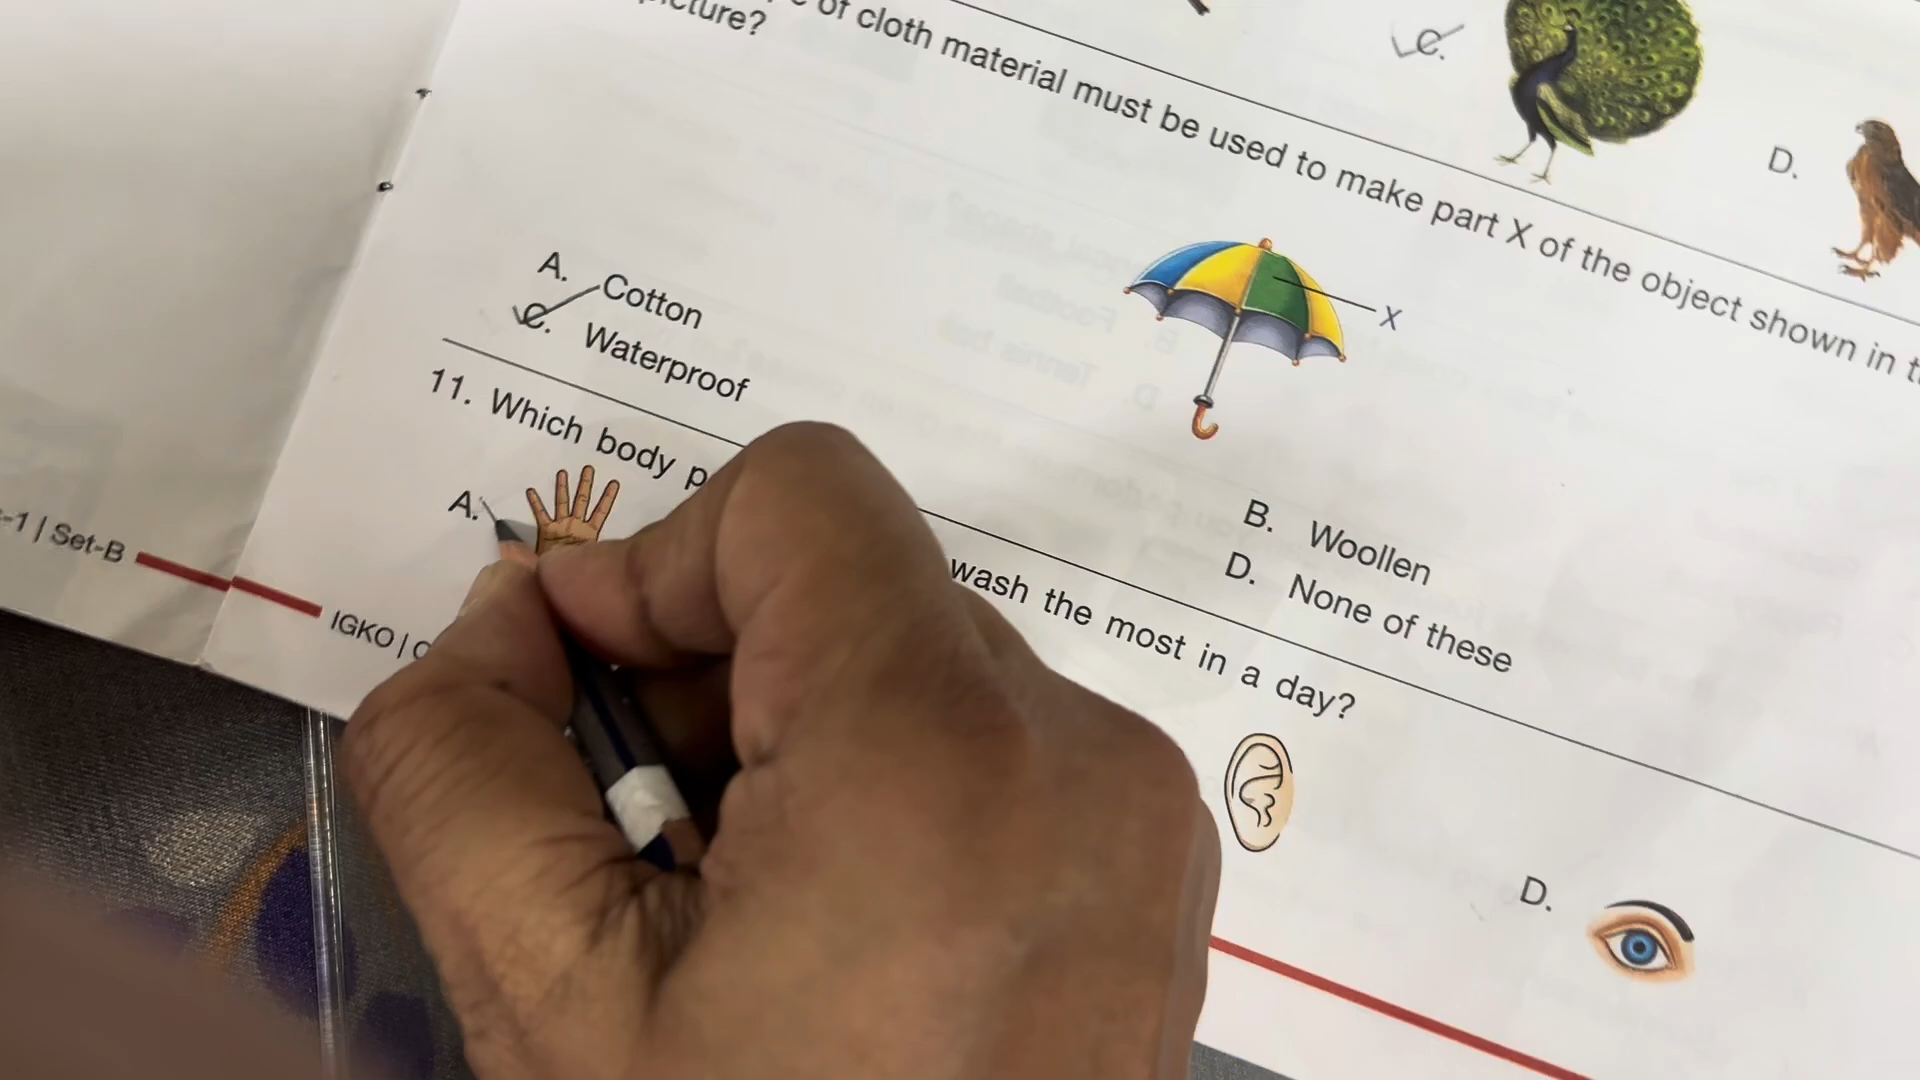 C.
D.
of cloth material must be used to make part X of the object shown in
picture?
X
A. Cotton
B. Woollen
C. Waterproof
D. None of these
11. Which body wash the most in a day?
A.
D.
-1 | Set-B
IGKO |